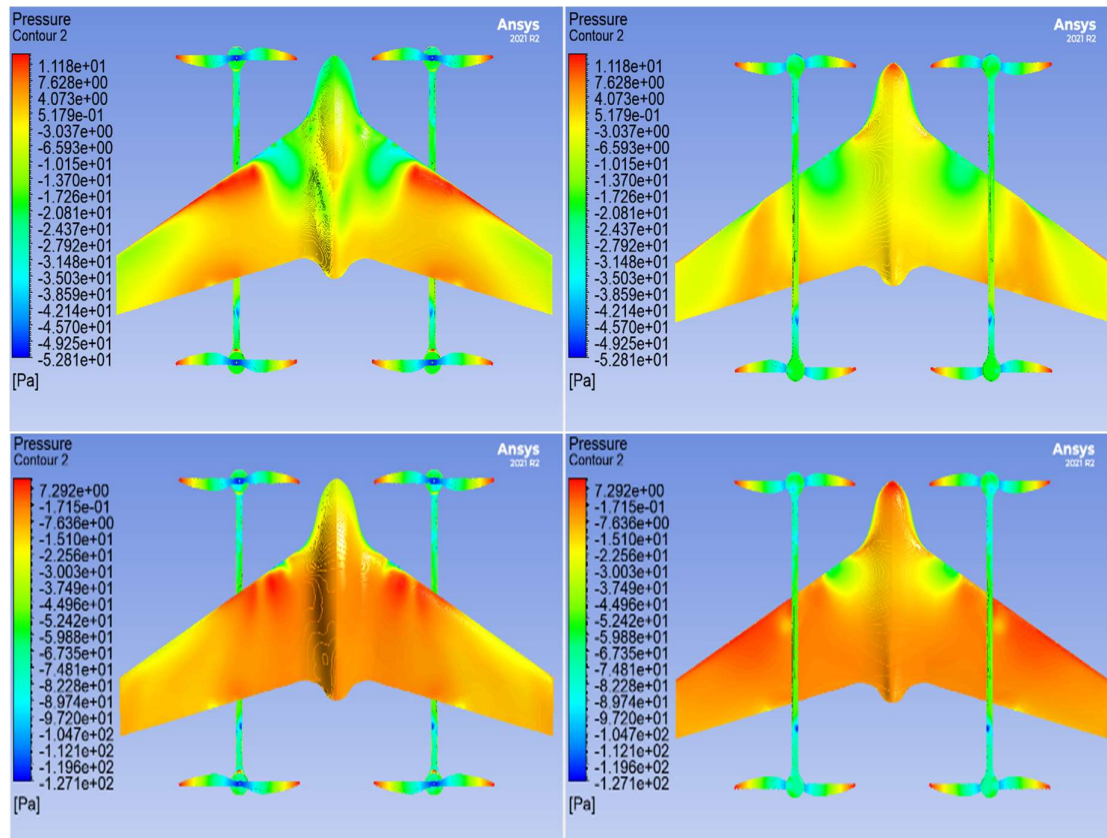 Pressure
Contour 2
Ansys
2021 R2
1.118e+01
7.628e+00
4.073e+00
5.179e-01
-3.037e+00
-6.593e+00
-1.015e+01
-1.370e+01
-1.726e+01
-2.081e+01
-2.437e+01
-2.792e+01
-3.148e+01
-3.503e+01
-3.859e+01
-4.214e+01
-4.570e+01
-4.925e+01
-5.281e+01
[Pa]
Pressure
Contour 2
Ansys
2021 R2
1.118e+01
7.628e+00
4.073e+00
5.179e-01
-3.037e+00
-6.593e+00
-1.015e+01
-1.370e+01
-1.726e+01
-2.081e+01
-2.437e+01
-2.792e+01
-3.148e+01
-3.503e+01
-3.859e+01
-4.214e+01
-4.570e+01
-4.925e+01
-5.281e+01
[Pa]
Pressure
Contour 2
Ansys
2021 R2
7.292e+00
-1.715e-01
-7.636e+00
-1.510e+01
-2.256e+01
-3.003e+01
-3.749e+01
-4.496e+01
-5.242e+01
-5.988e+01
-6.735e+01
-7.481e+01
-8.228e+01
-8.974e+01
-9.720e+01
-1.047e+02
-1.121e+02
-1.196e+02
-1.271e+02
[Pa]
Pressure
Contour 2
Ansys
2021 R2
7.292e+00
-1.715e-01
-7.636e+00
-1.510e+01
-2.256e+01
-3.003e+01
-3.749e+01
-4.496e+01
-5.242e+01
-5.988e+01
-6.735e+01
-7.481e+01
-8.228e+01
-8.974e+01
-9.720e+01
-1.047e+02
-1.121e+02
-1.196e+02
-1.271e+02
[Pa]